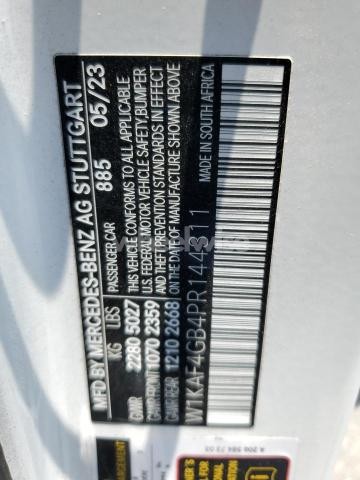 MFD BY MERCEDES-BENZ AG STUTTGART
PASSENGER CAR 885 05/23
KG LBS
GVWR 2280 5027
GAWR FRONT 1070 2359
GAWR REAR 1210 2668
THIS VEHICLE CONFORMS TO ALL APPLICABLE
U.S. FEDERAL MOTOR VEHICLE SAFETY, BUMPER
AND THEFT PREVENTION STANDARDS IN EFFECT
ON THE DATE OF MANUFACTURE SHOWN ABOVE
MADE IN SOUTH AFRICA
W1KAF4GB4PR144311